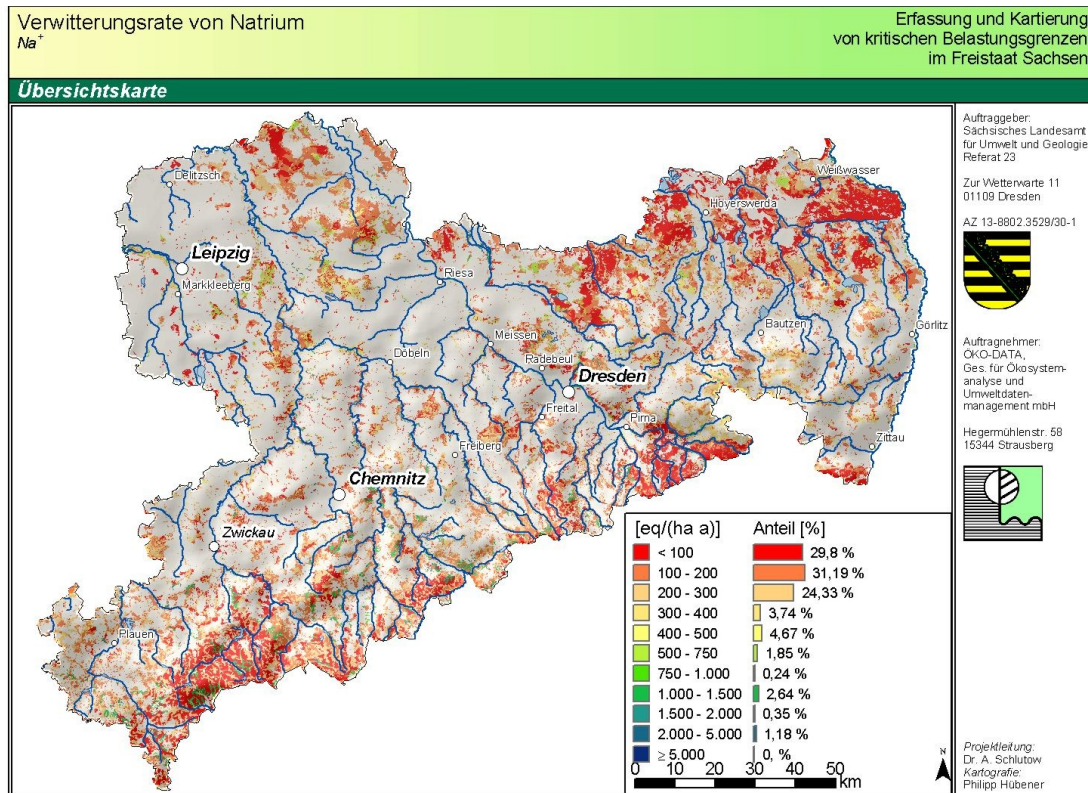 Verwitterungsrate von Natrium
Na+
Erfassung und Kartierung
von kritischen Belastungsgrenzen
im Freistaat Sachsen
Übersichtskarte
Delitzsch
Leipzig
Markkleeberg
Riesa
Döbeln
Meissen
Radebeul
Dresden
Freital
Pirna
Freiberg
Chemnitz
Zwickau
Plauen
Hoyerswerda
Weißwasser
Bautzen
Görlitz
Zittau
[eq/(ha a)] Anteil [%]
< 100 29,8 %
100 - 200 31,19 %
200 - 300 24,33 %
300 - 400 3,74 %
400 - 500 4,67 %
500 - 750 1,85 %
750 - 1.000 0,24 %
1.000 - 1.500 2,64 %
1.500 - 2.000 0,35 %
2.000 - 5.000 1,18 %
≥ 5.000 0, %
0 10 20 30 40 50
km
N
Auftraggeber:
Sächsisches Landesamt
für Umwelt und Geologie
Referat 23
Zur Wetterwarte 11
01109 Dresden
AZ 13-8802.3529/30-1
Auftragnehmer:
ÖKO-DATA,
Ges. für Ökosystem-
analyse und
Umweltdaten-
management mbH
Hegermühlenstr. 58
15344 Strausberg
Projektleitung:
Dr. A. Schlutow
Kartografie:
Philipp Hübener